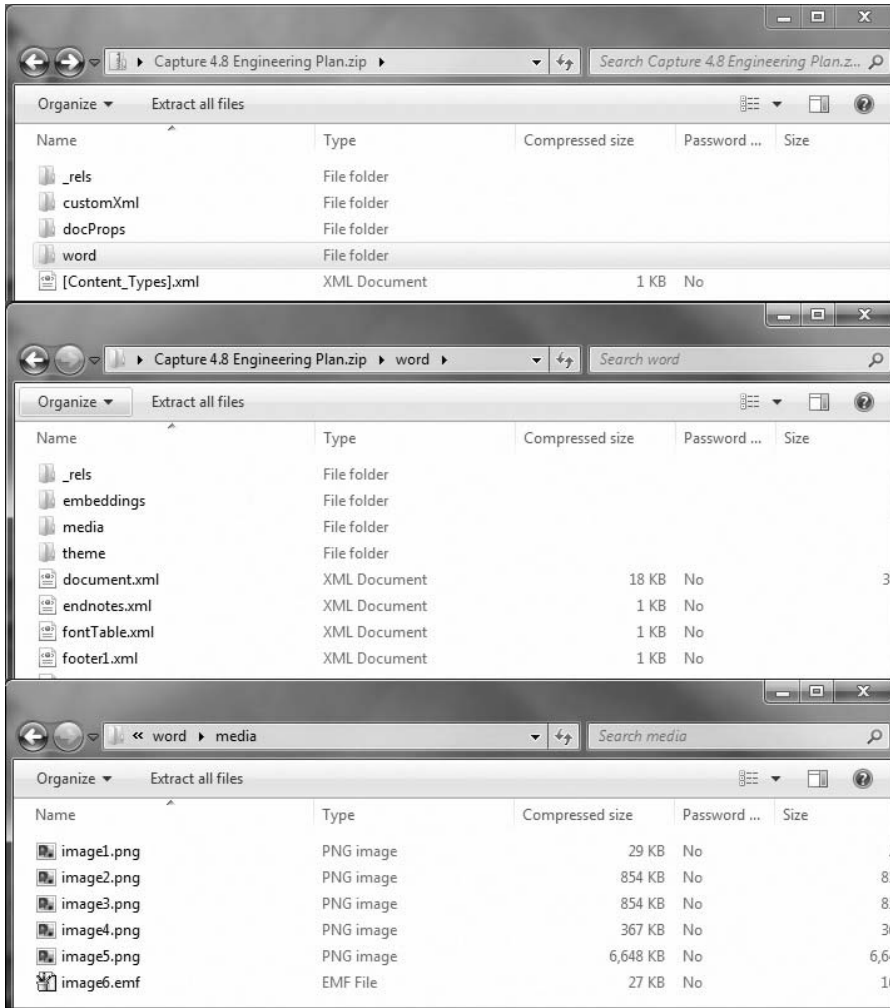 Capture 4.8 Engineering Plan.zip Search Capture 4.8 Engineering Plan.z...
Organize Extract all files
Name Type Compressed size Password ... Size
_rels File folder
customXml File folder
docProps File folder
word File folder
[Content_Types].xml XML Document 1 KB No
Capture 4.8 Engineering Plan.zip word Search word
Organize Extract all files
Name Type Compressed size Password ... Size
_rels File folder
embeddings File folder
media File folder
theme File folder
document.xml XML Document 18 KB No 3
endnotes.xml XML Document 1 KB No
fontTable.xml XML Document 1 KB No
footer1.xml XML Document 1 KB No
« word media Search media
Organize Extract all files
Name Type Compressed size Password ... Size
image1.png PNG image 29 KB No
image2.png PNG image 854 KB No 8
image3.png PNG image 854 KB No 8
image4.png PNG image 367 KB No 3
image5.png PNG image 6,648 KB No 6,6
image6.emf EMF File 27 KB No 1